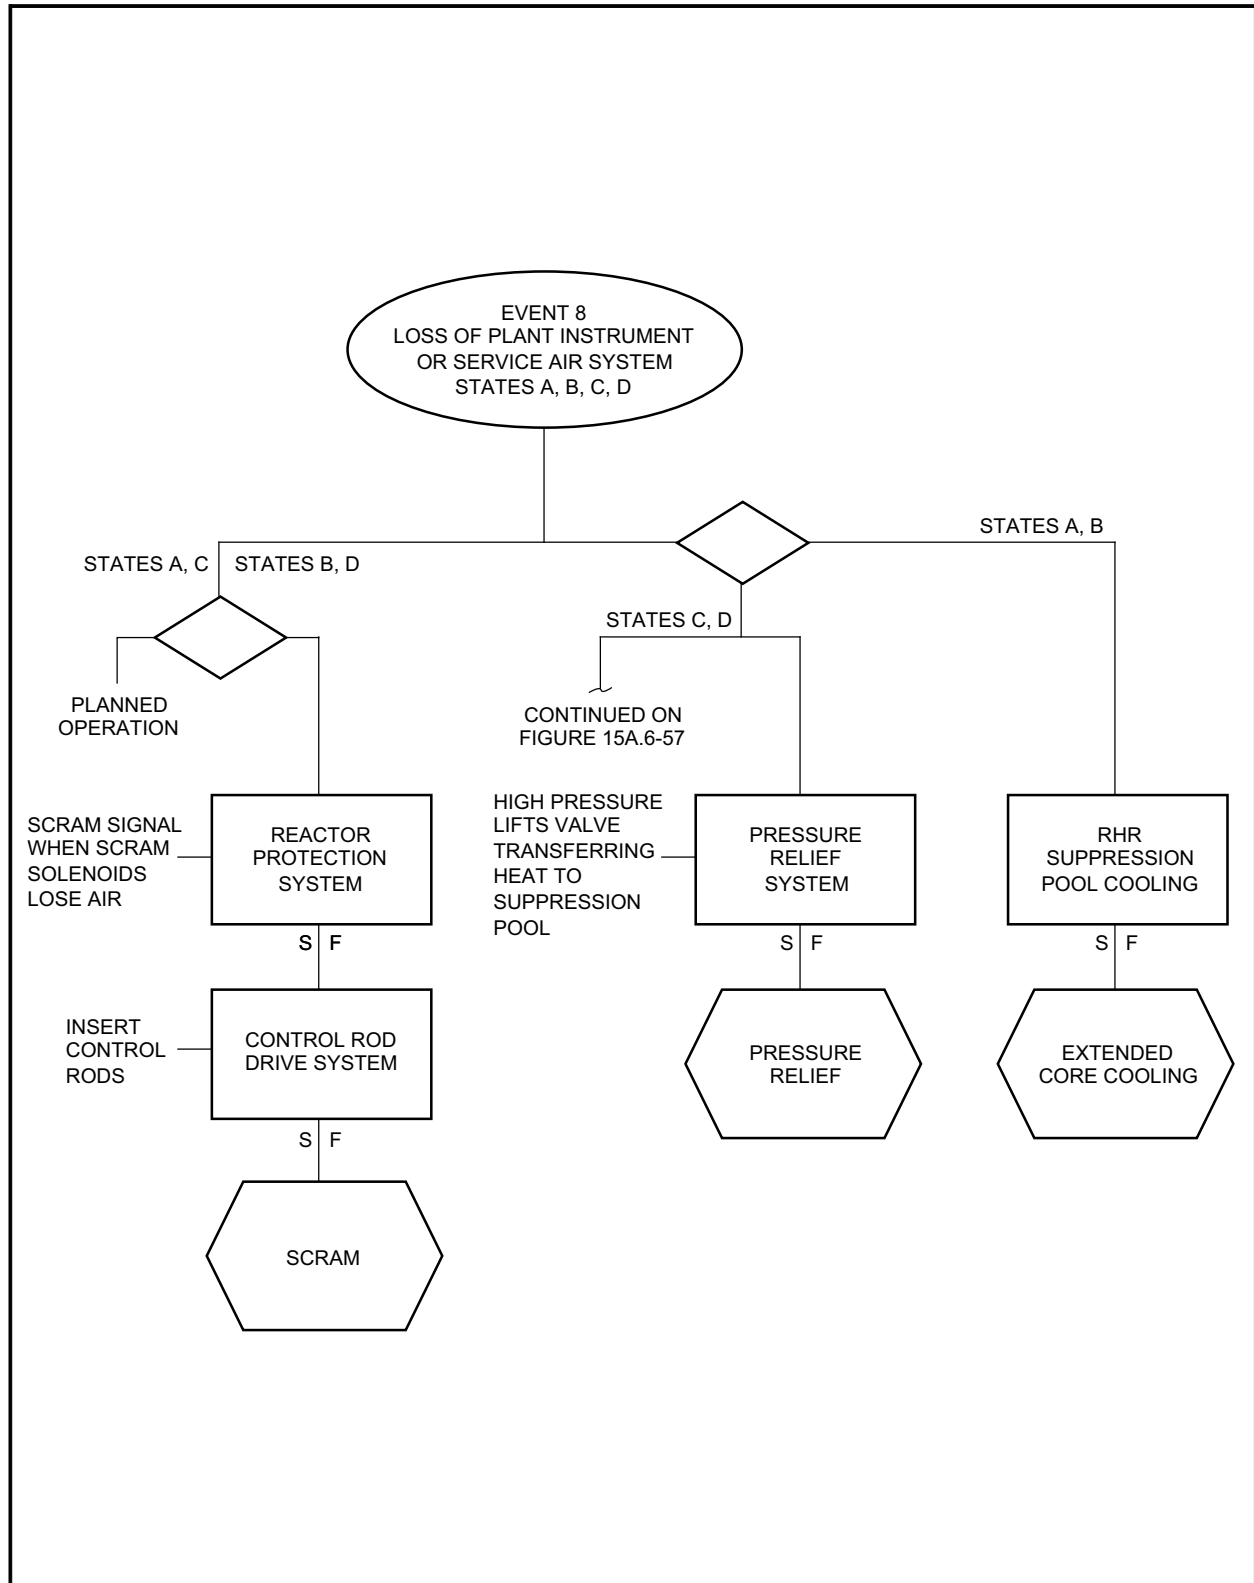 EVENT 8
LOSS OF PLANT INSTRUMENT
OR SERVICE AIR SYSTEM
STATES A, B, C, D
STATES A, B
STATES A, C
STATES B, D
STATES C, D
PLANNED
OPERATION
CONTINUED ON
FIGURE 15A.6-57
SCRAM SIGNAL
WHEN SCRAM
SOLENOIDS
LOSE AIR
REACTOR
PROTECTION
SYSTEM
HIGH PRESSURE
LIFTS VALVE
TRANSFERRING
HEAT TO
SUPPRESSION
POOL
PRESSURE
RELIEF
SYSTEM
RHR
SUPPRESSION
POOL COOLING
S F
S F
S F
INSERT
CONTROL
RODS
CONTROL ROD
DRIVE SYSTEM
PRESSURE
RELIEF
EXTENDED
CORE COOLING
S F
SCRAM